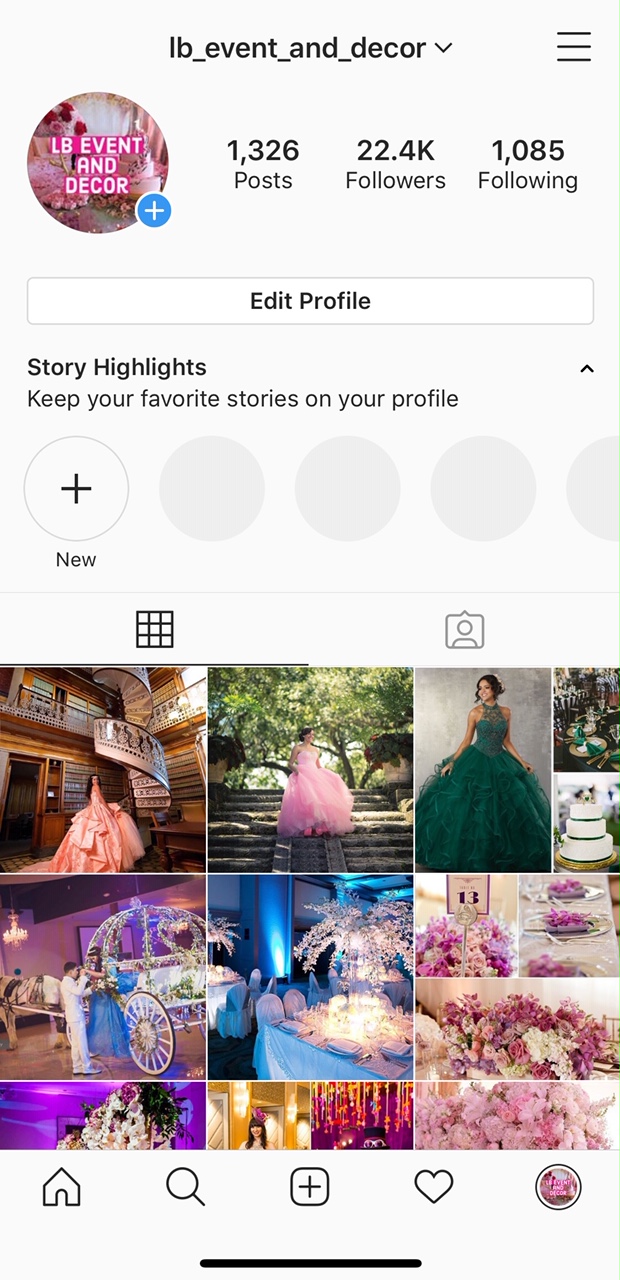 lb_event_and_decor
1,326
22.4K
1,085
Posts
Followers
Following
LB EVENT
AND
DECOR
Edit Profile
Story Highlights
Keep your favorite stories on your profile
New
13
LB EVENT
AND
DECOR